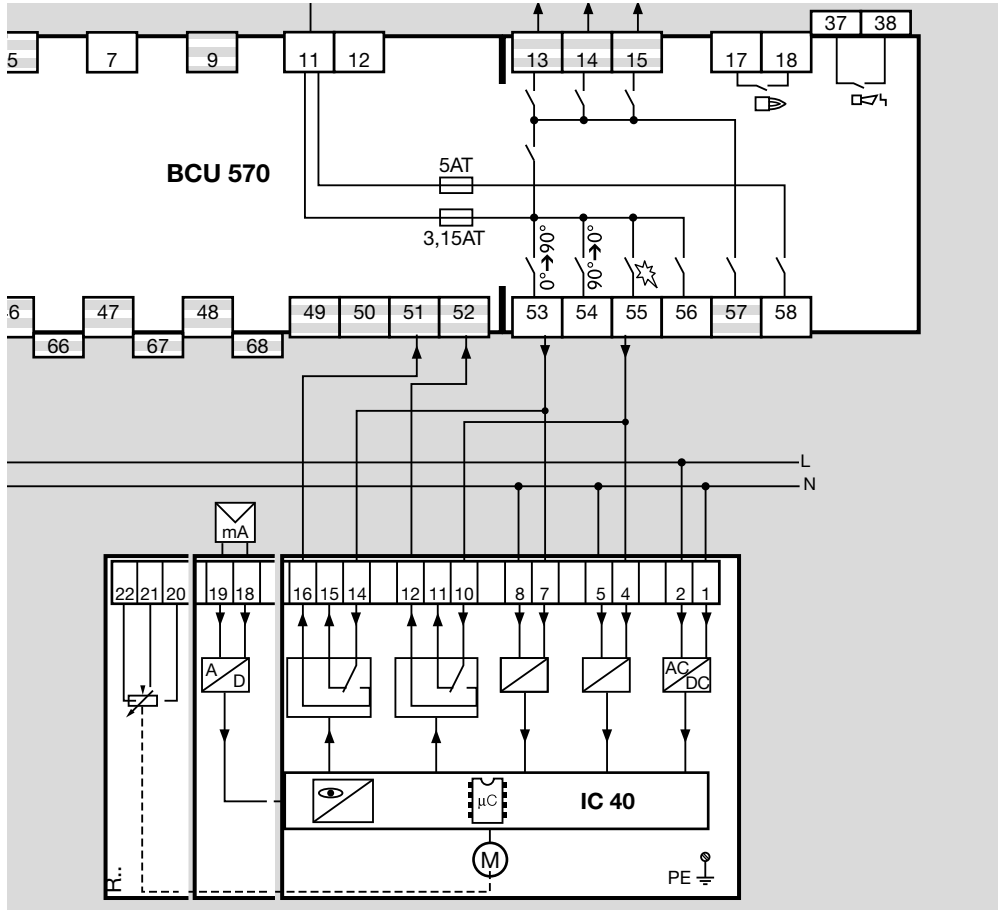 37 38
5 7 9 11 12 13 14 15 17 18
BCU 570
5AT
3,15AT
0°→90° 90°→0°
47 48 49 50 51 52 53 54 55 56 57 58
66 67 68
L
N
mA
22 21 20 19 18 16 15 14 12 11 10 8 7 5 4 2 1
A D AC DC
µC IC 40
M
PE
R..